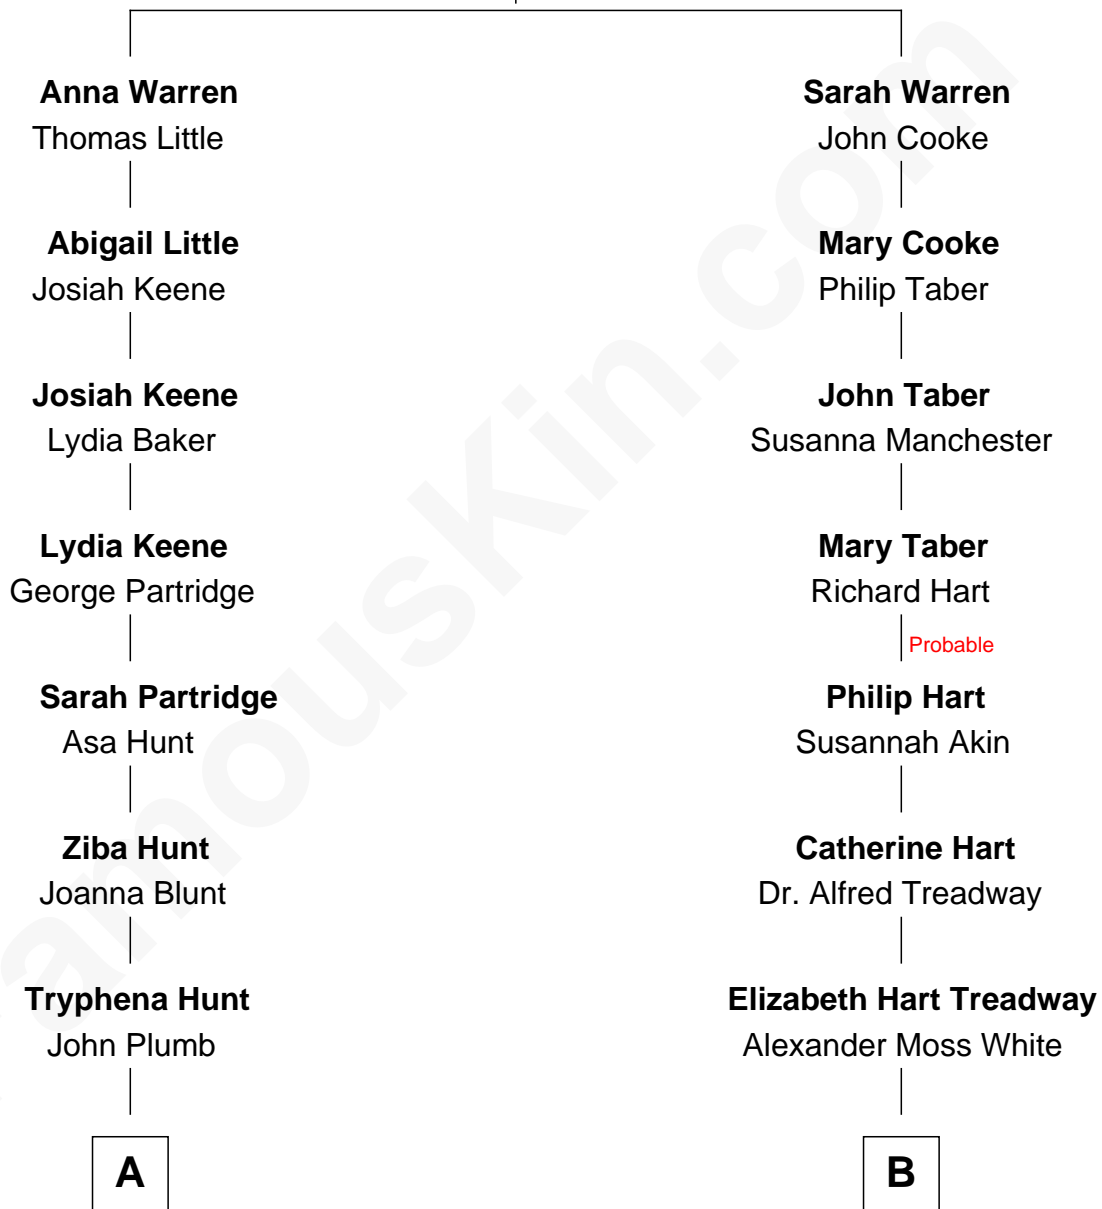 Anna Warren
Thomas Little
Abigail Little
Josiah Keene
Josiah Keene
Lydia Baker
Lydia Keene
George Partridge
Sarah Partridge
Asa Hunt
Ziba Hunt
Joanna Blunt
Tryphena Hunt
John Plumb
A
Sarah Warren
John Cooke
Mary Cooke
Philip Taber
John Taber
Susanna Manchester
Mary Taber
Richard Hart
Probable
Philip Hart
Susannah Akin
Catherine Hart
Dr. Alfred Treadway
Elizabeth Hart Treadway
Alexander Moss White
B
amouskin.com